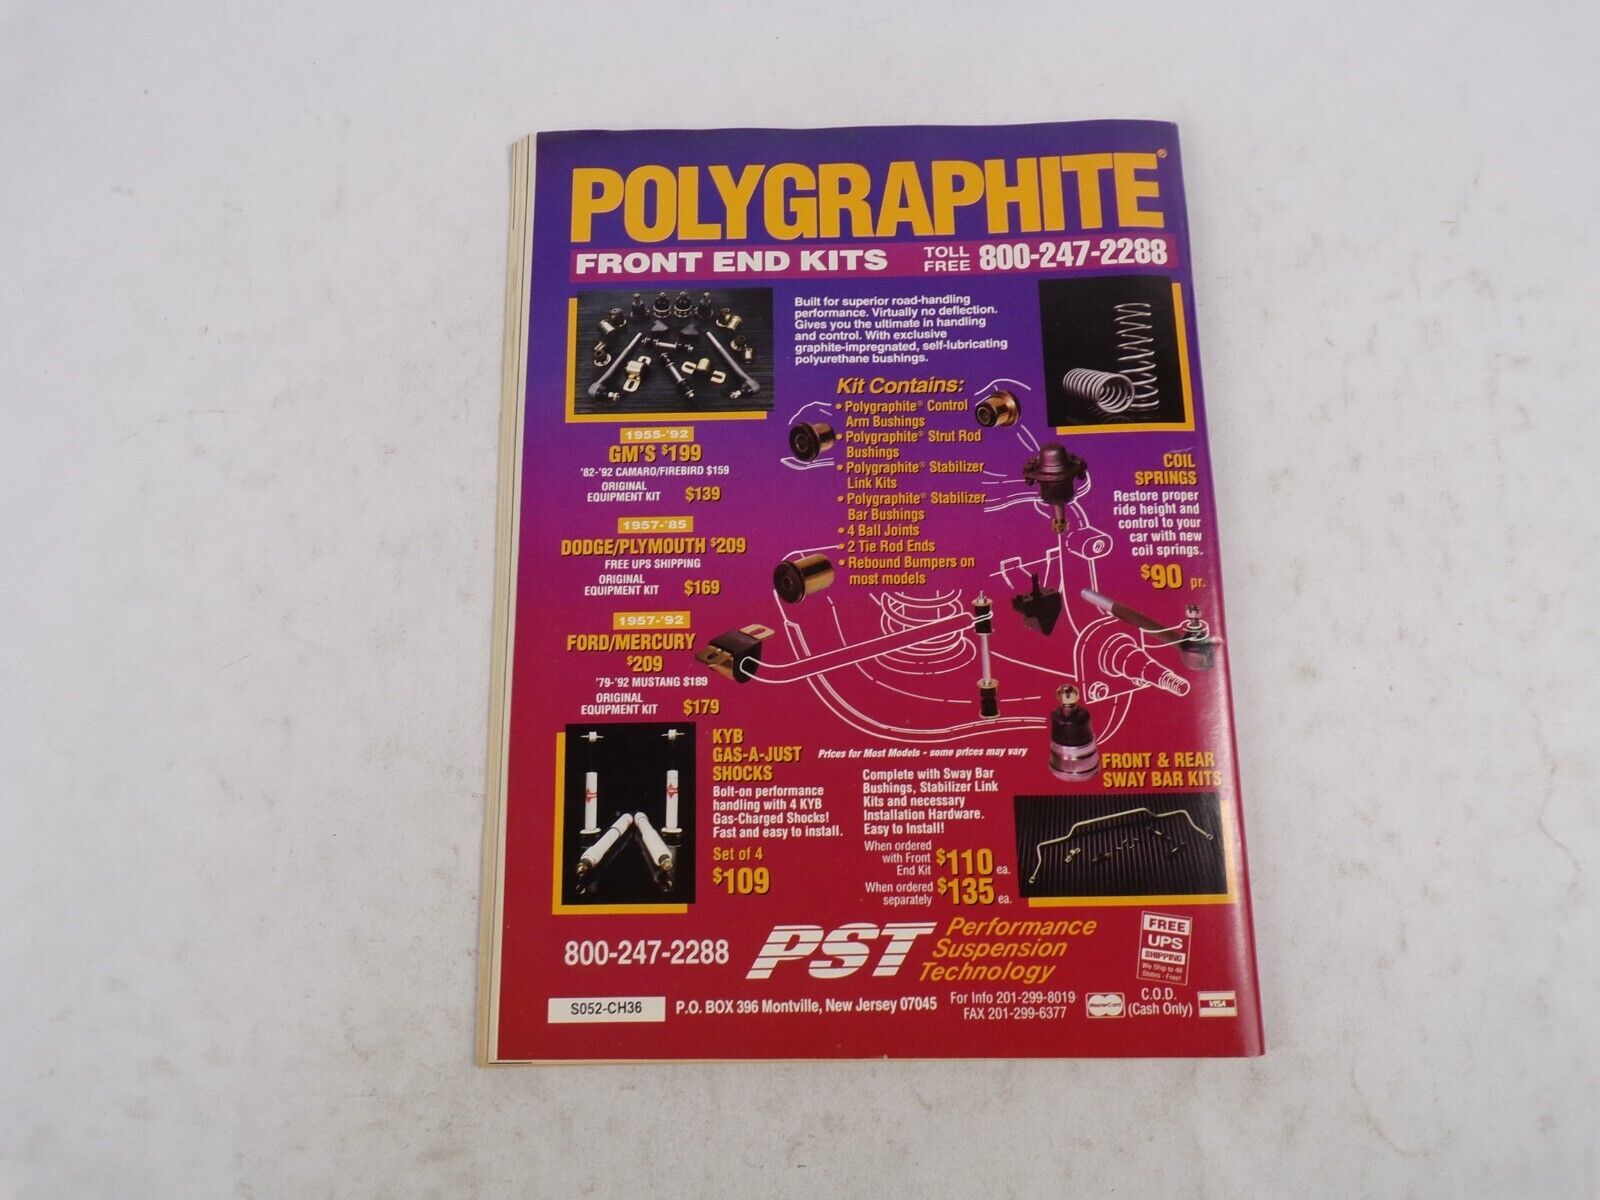 POLYGRAPHITE®
FRONT END KITS
TOLL FREE 800-247-2288
Built for superior road-handling
performance. Virtually no deflection.
Gives you the ultimate in handling
and control. With exclusive
graphite-impregnated, self-lubricating
polyurethane bushings.
Kit Contains:
• Polygraphite® Control
Arm Bushings
• Polygraphite® Strut Rod
Bushings
• Polygraphite® Stabilizer
Link Kits
• Polygraphite® Stabilizer
Bar Bushings
• 4 Ball Joints
• 2 Tie Rod Ends
• Rebound Bumpers on
most models
1955-'92
GM'S $199
'82-'92 CAMARO/FIREBIRD $159
ORIGINAL
EQUIPMENT KIT $139
1957-'85
DODGE/PLYMOUTH $209
FREE UPS SHIPPING
ORIGINAL
EQUIPMENT KIT $169
1957-'92
FORD/MERCURY
$209
'79-'92 MUSTANG $189
ORIGINAL
EQUIPMENT KIT $179
COIL
SPRINGS
Restore proper
ride height and
control to your
car with new
coil springs.
$90 pr.
KYB
GAS-A-JUST
SHOCKS
Bolt-on performance
handling with 4 KYB
Gas-Charged Shocks!
Fast and easy to install.
Set of 4
$109
Prices for Most Models - some prices may vary
Complete with Sway Bar
Bushings, Stabilizer Link
Kits and necessary
Installation Hardware.
Easy to Install!
When ordered
with Front
End Kit $110 ea.
When ordered
separately $135 ea.
FRONT & REAR
SWAY BAR KITS
800-247-2288
PST
Performance
Suspension
Technology
FREE
UPS
SHIPPING
We Ship to 48
States - Free!
S052-CH36
P.O. BOX 396 Montville, New Jersey 07045
For Info 201-299-8019
FAX 201-299-6377
MasterCard
C.O.D.
(Cash Only)
VISA